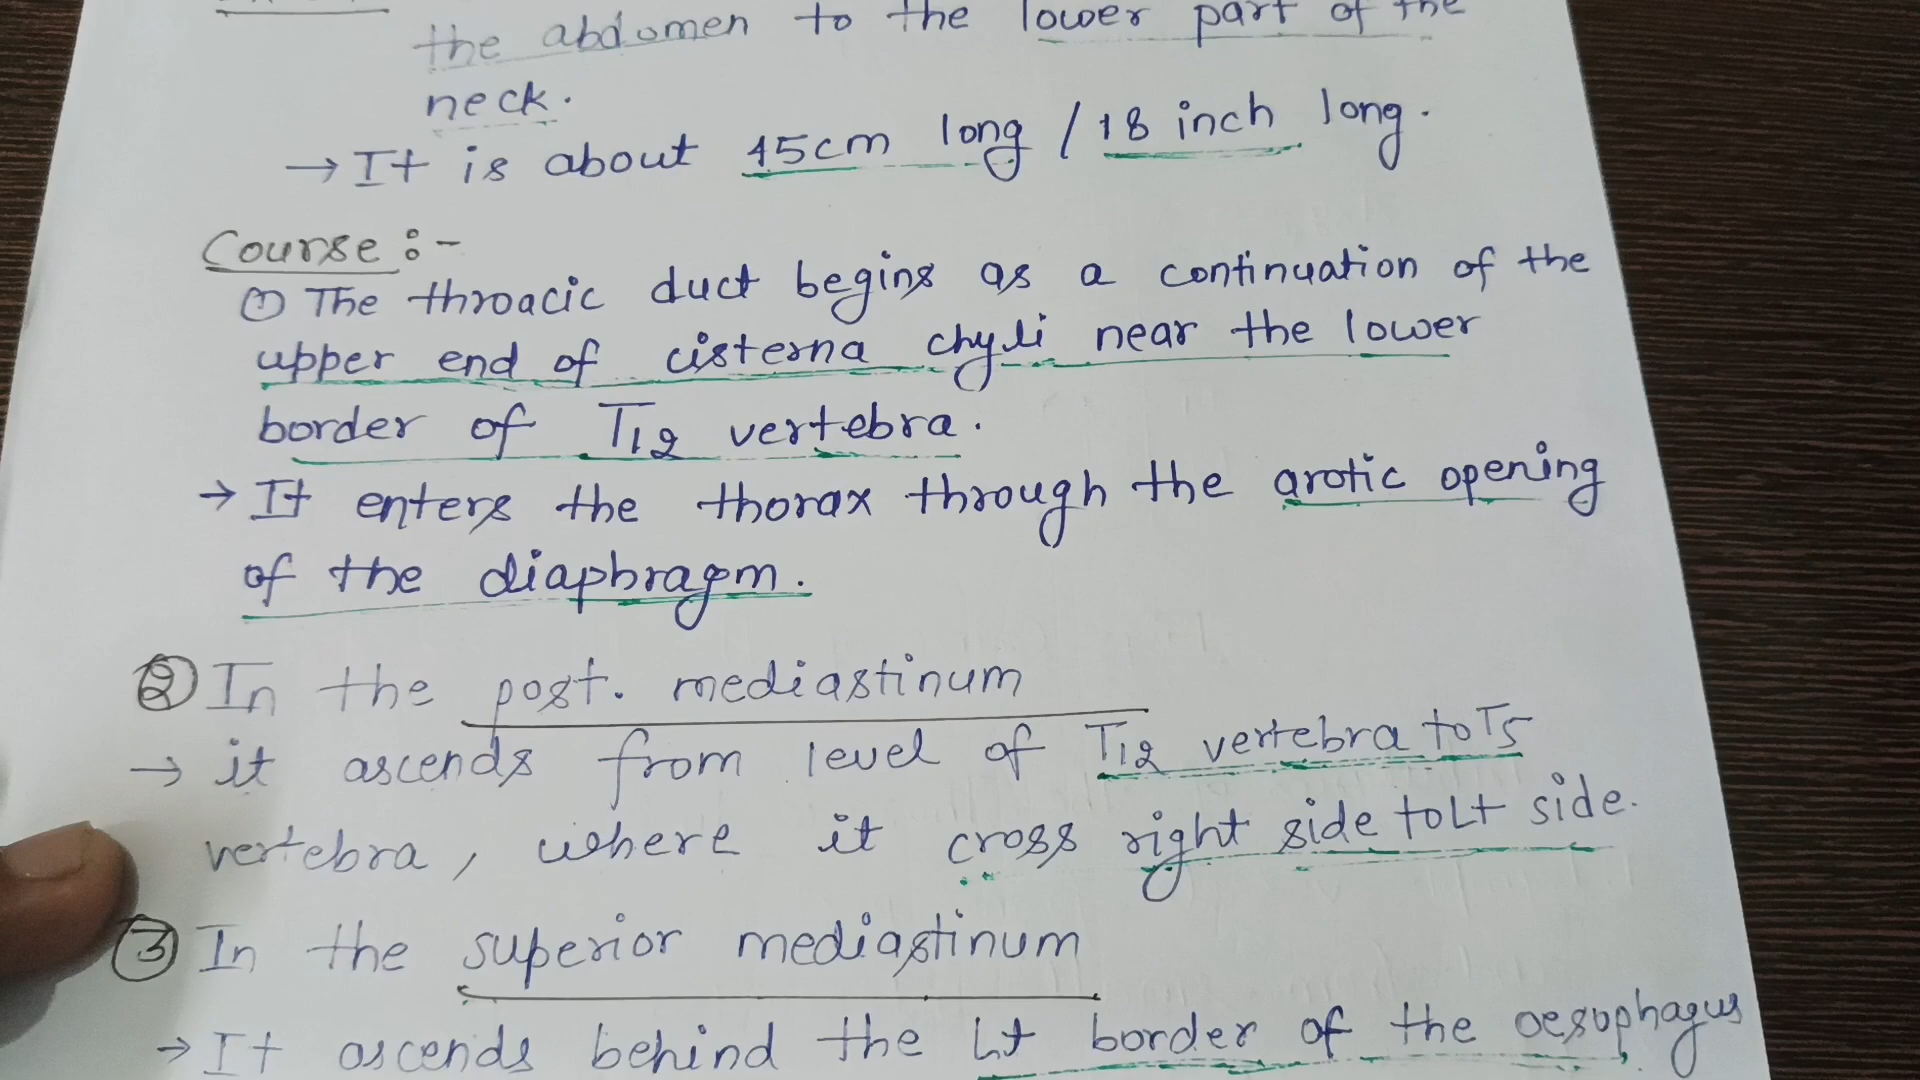 the abdomen to the lower part of the
neck.
→ It is about 45cm long / 18 inch long.
Course :-
① The throacic duct begins as a continuation of the
upper end of cisterna chyli near the lower
border of T12 vertebra.
→ It enters the thorax through the arotic opening
of the diaphragm.
② In the post. mediastinum
→ it ascends from level of T12 vertebra to T5
vertebra, where it cross right side to Lt side.
③ In the superior mediastinum
→ It ascends behind the Lt border of the oesophagus